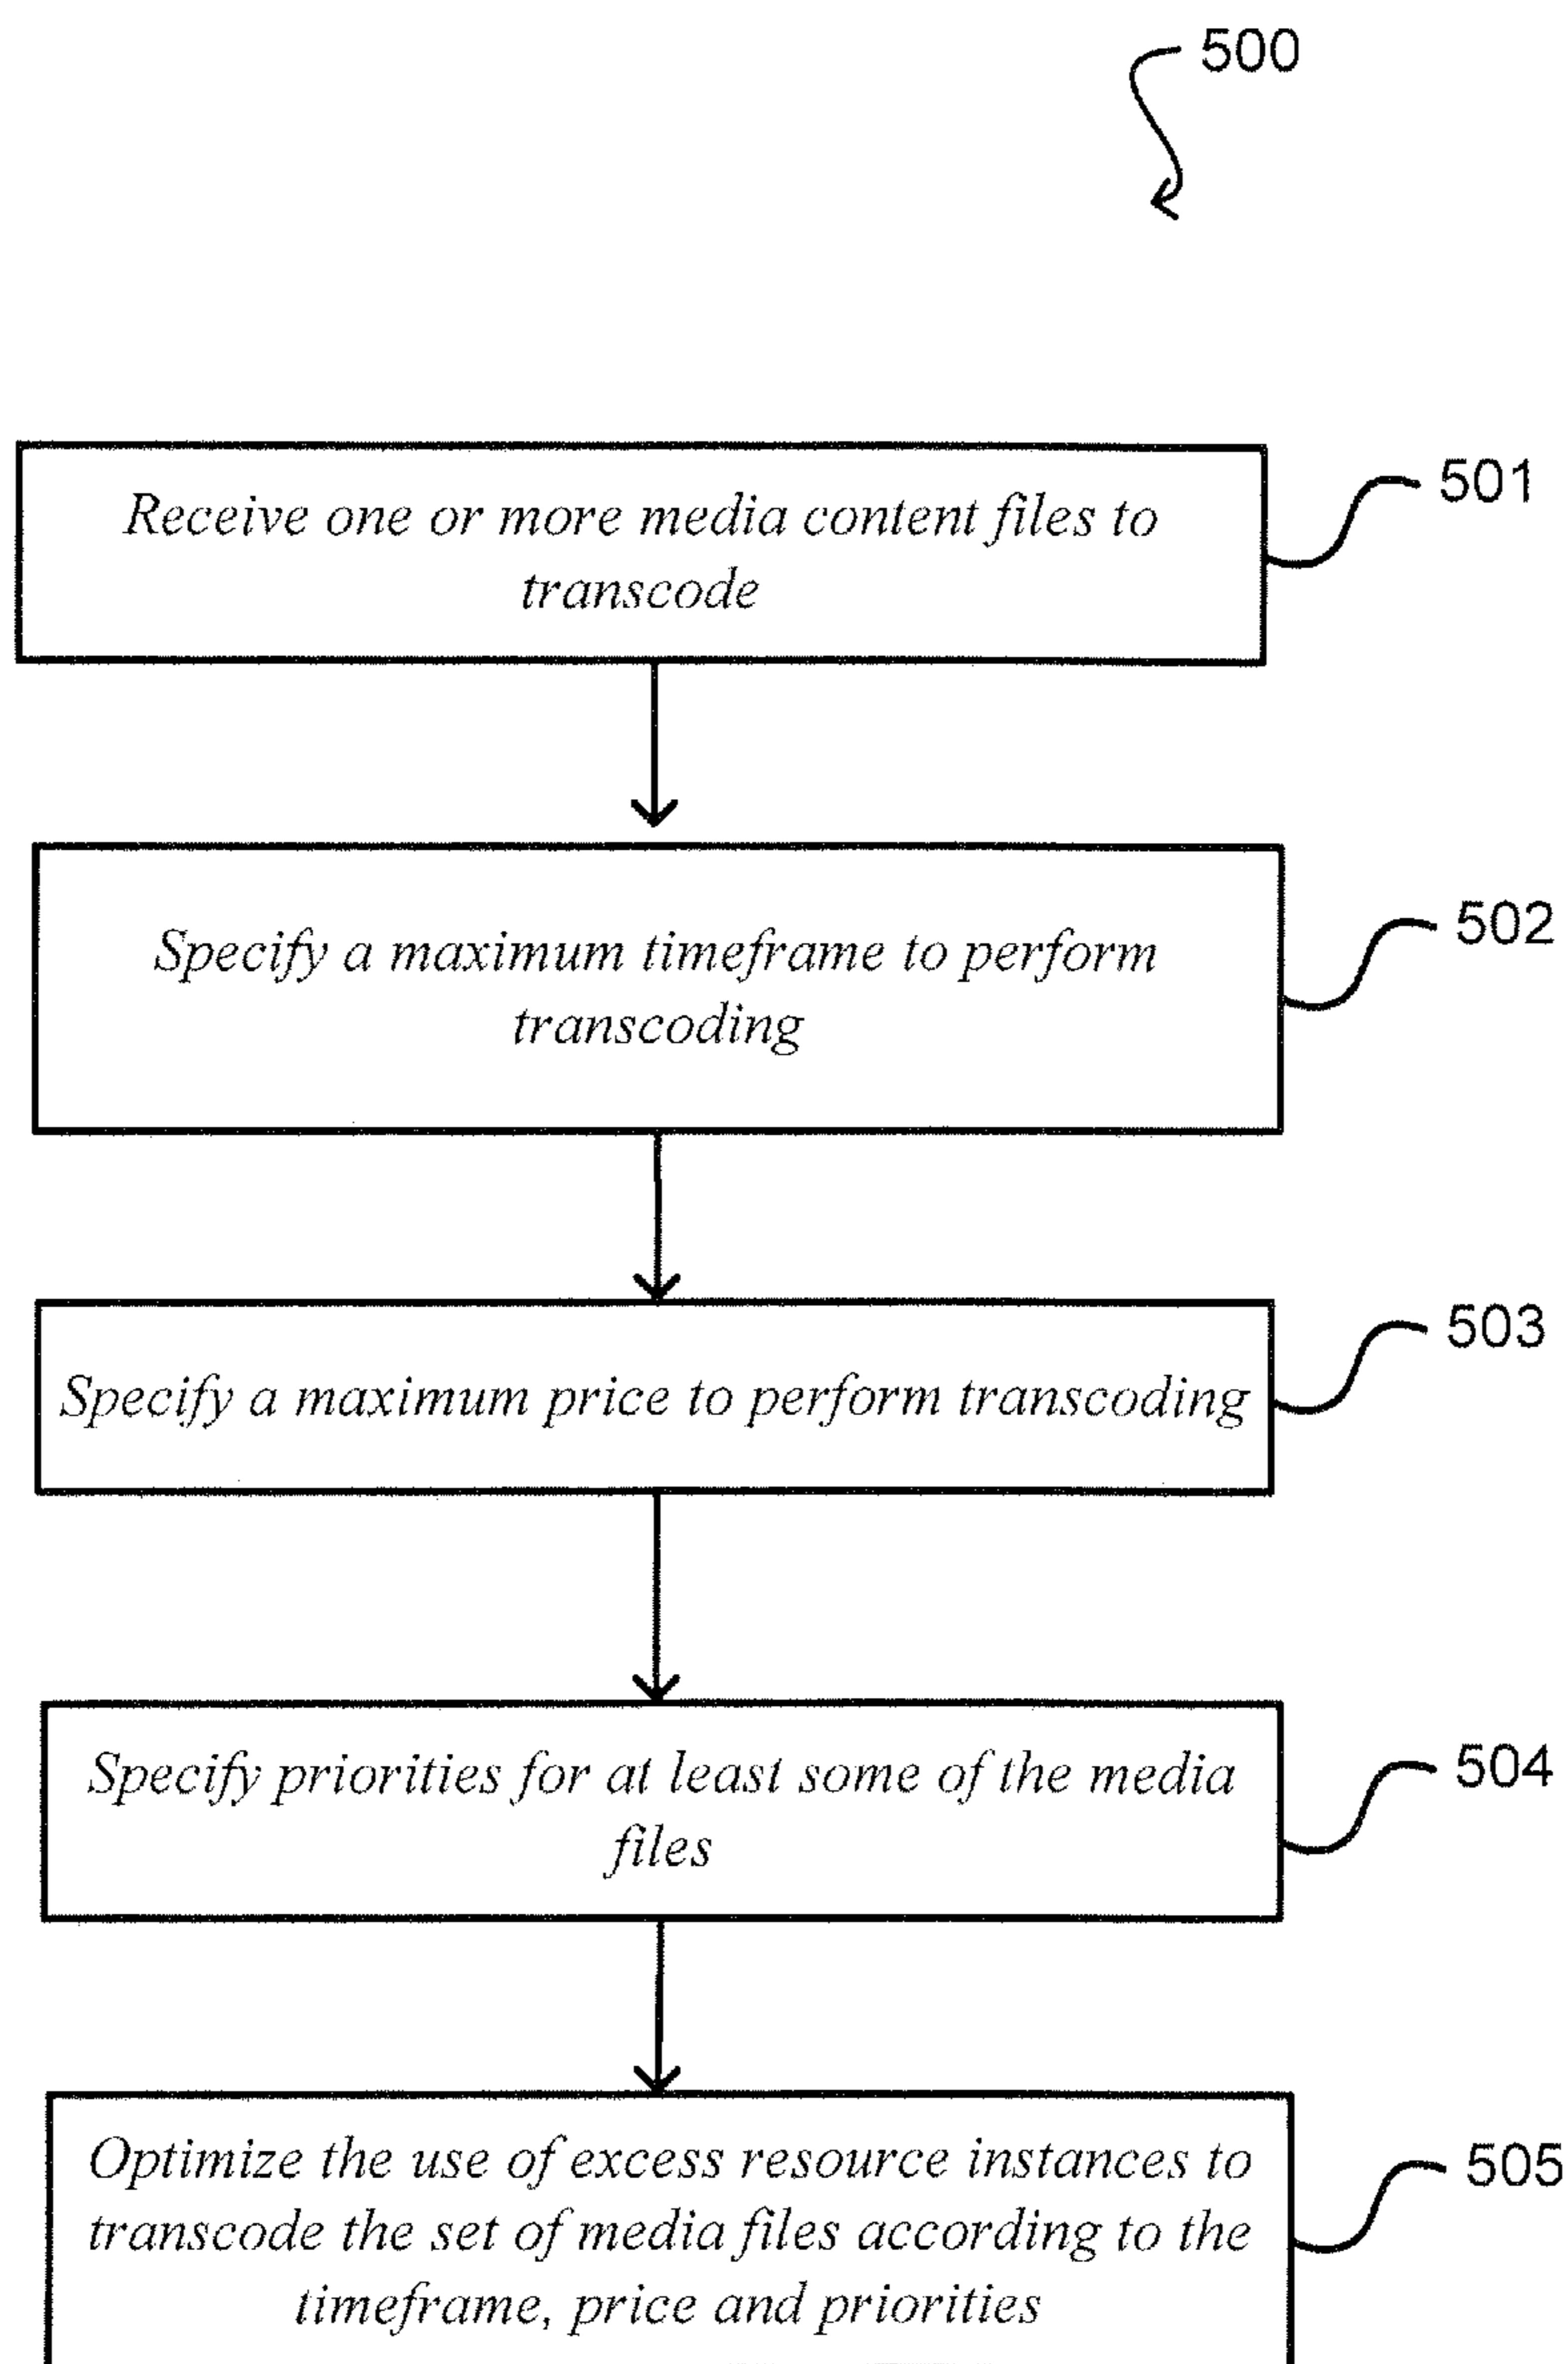 500
Receive one or more media content files to
transcode
501
Specify a maximum timeframe to perform
transcoding
502
Specify a maximum price to perform transcoding
503
Specify priorities for at least some of the media
files
504
Optimize the use of excess resource instances to
transcode the set of media files according to the
timeframe, price and priorities
505